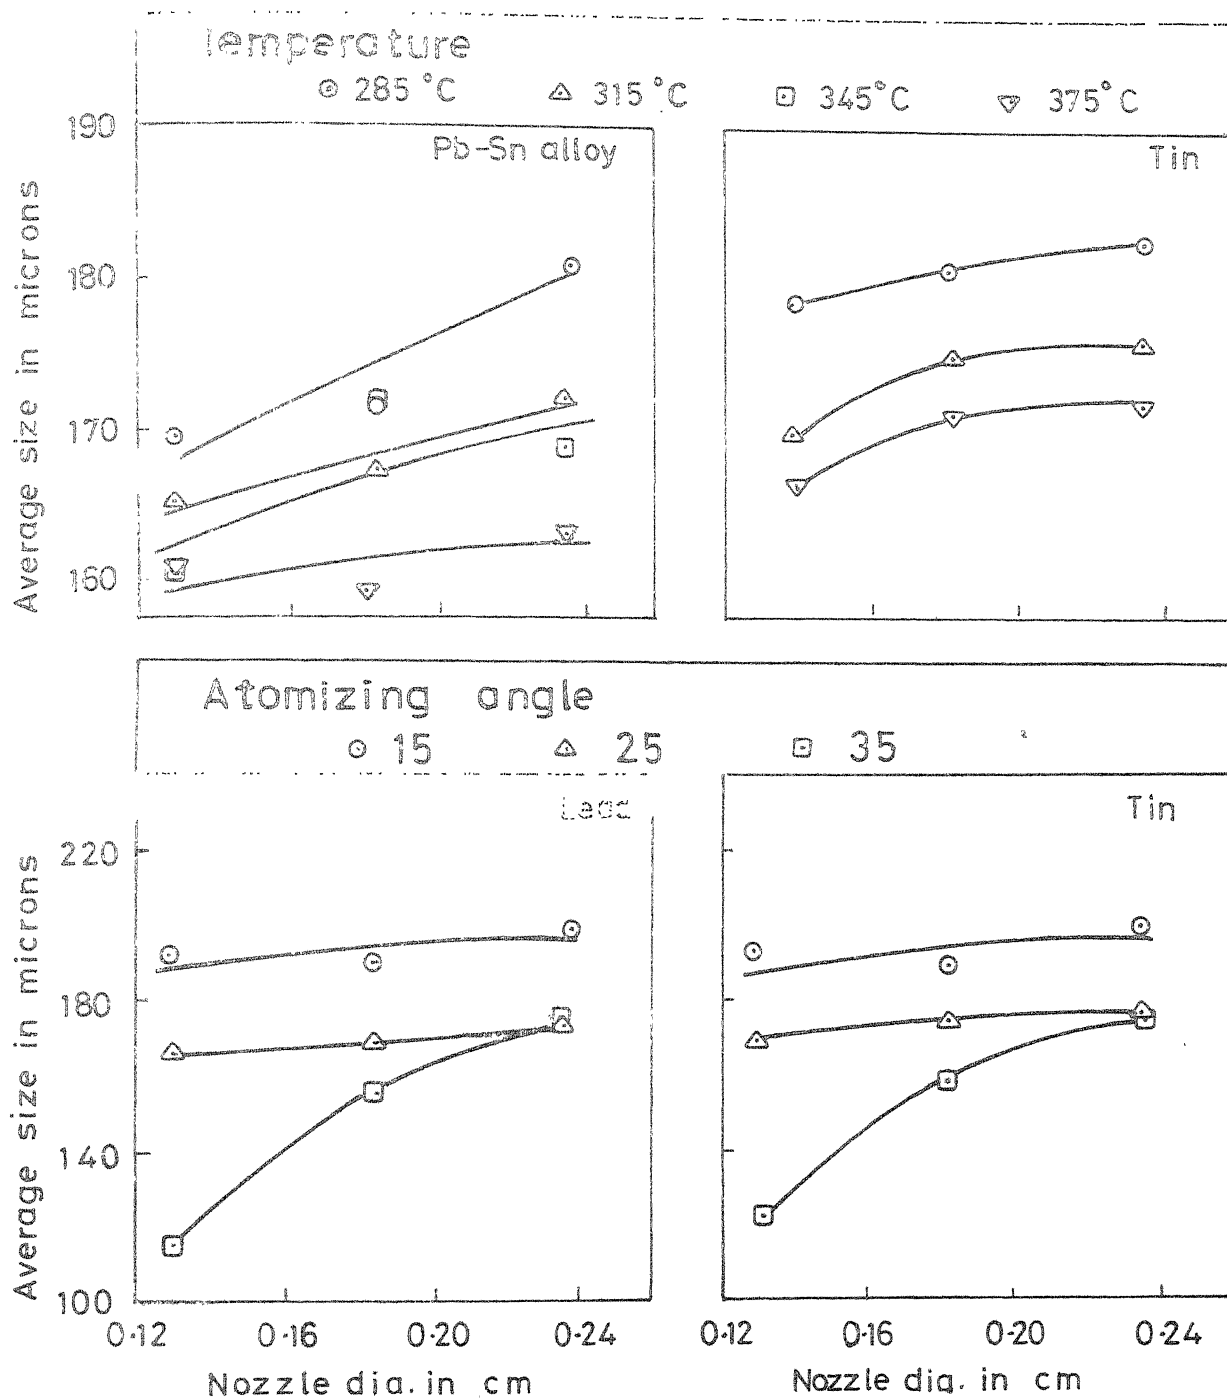 Temperature
⊙ 285°C △ 315°C ⊡ 345°C ▽ 375°C
Pb-Sn alloy
Tin
Average size in microns
190
180
170
160
Atomizing angle
⊙ 15 △ 25 ⊡ 35
Lead
Tin
Average size in microns
220
180
140
100
0·12 0·16 0·20 0·24
0·12 0·16 0·20 0·24
Nozzle dia. in cm
Nozzle dia. in cm